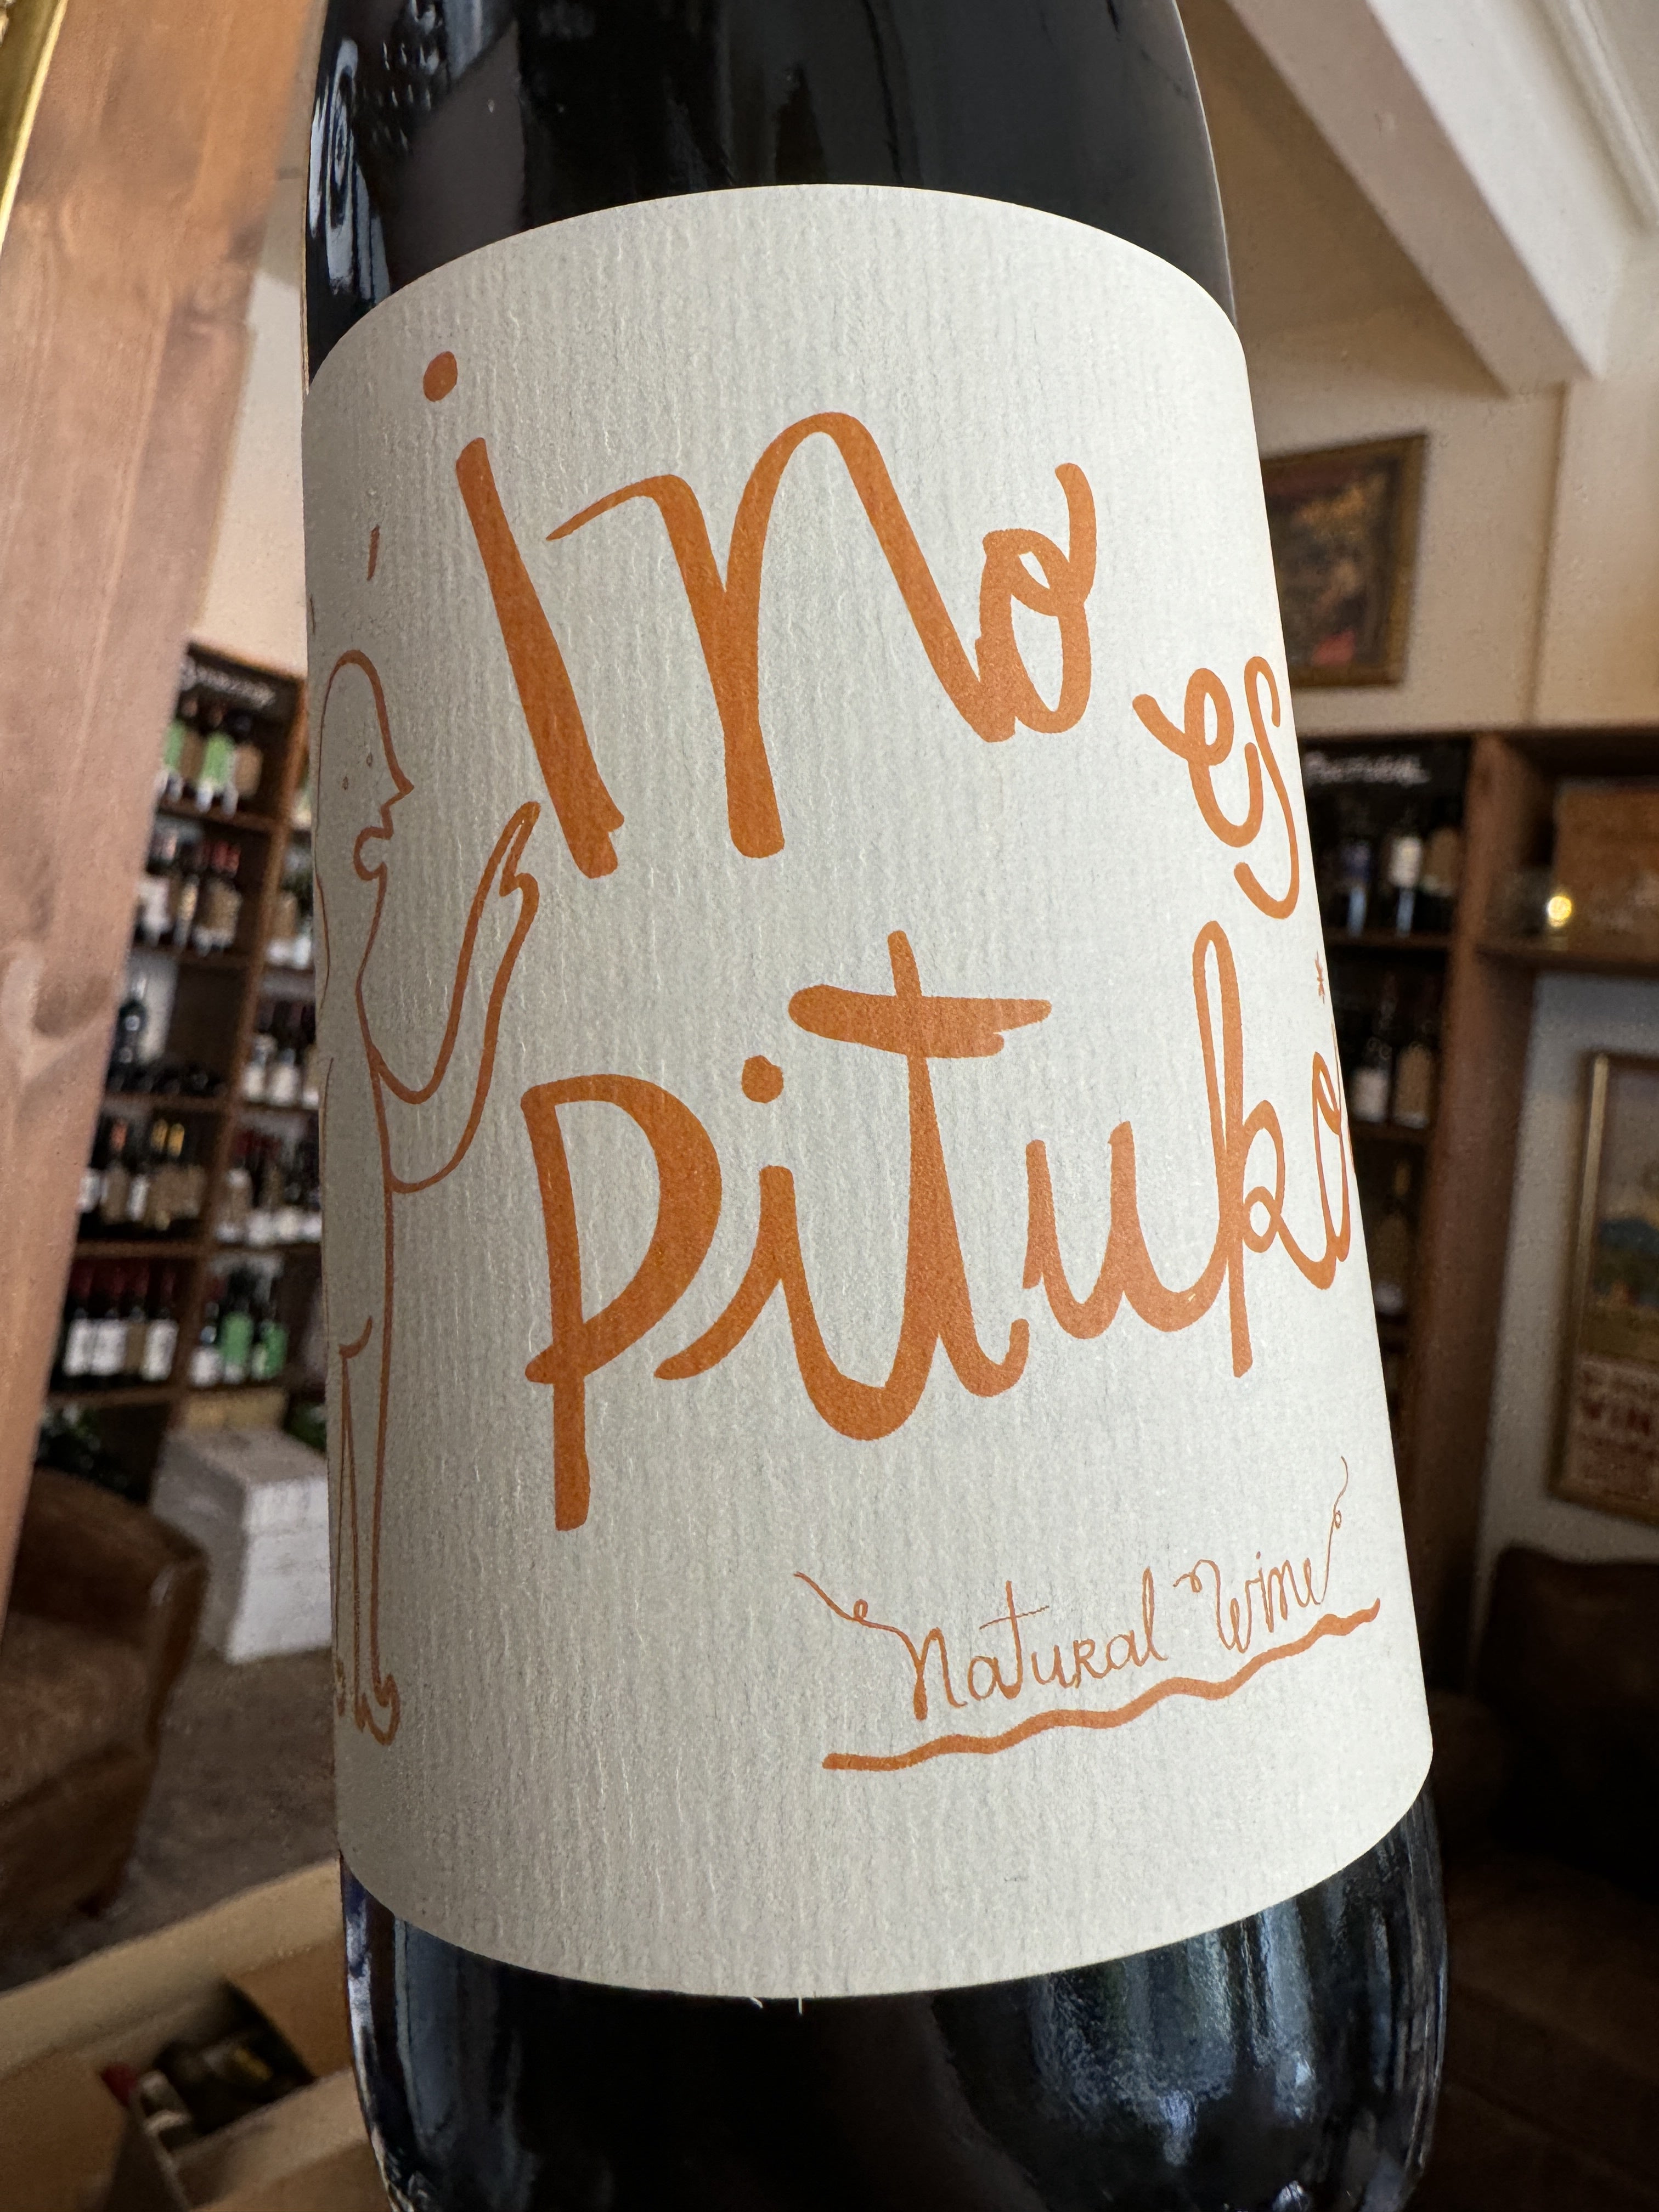 ¡No
es
Pituko
Natural Wine